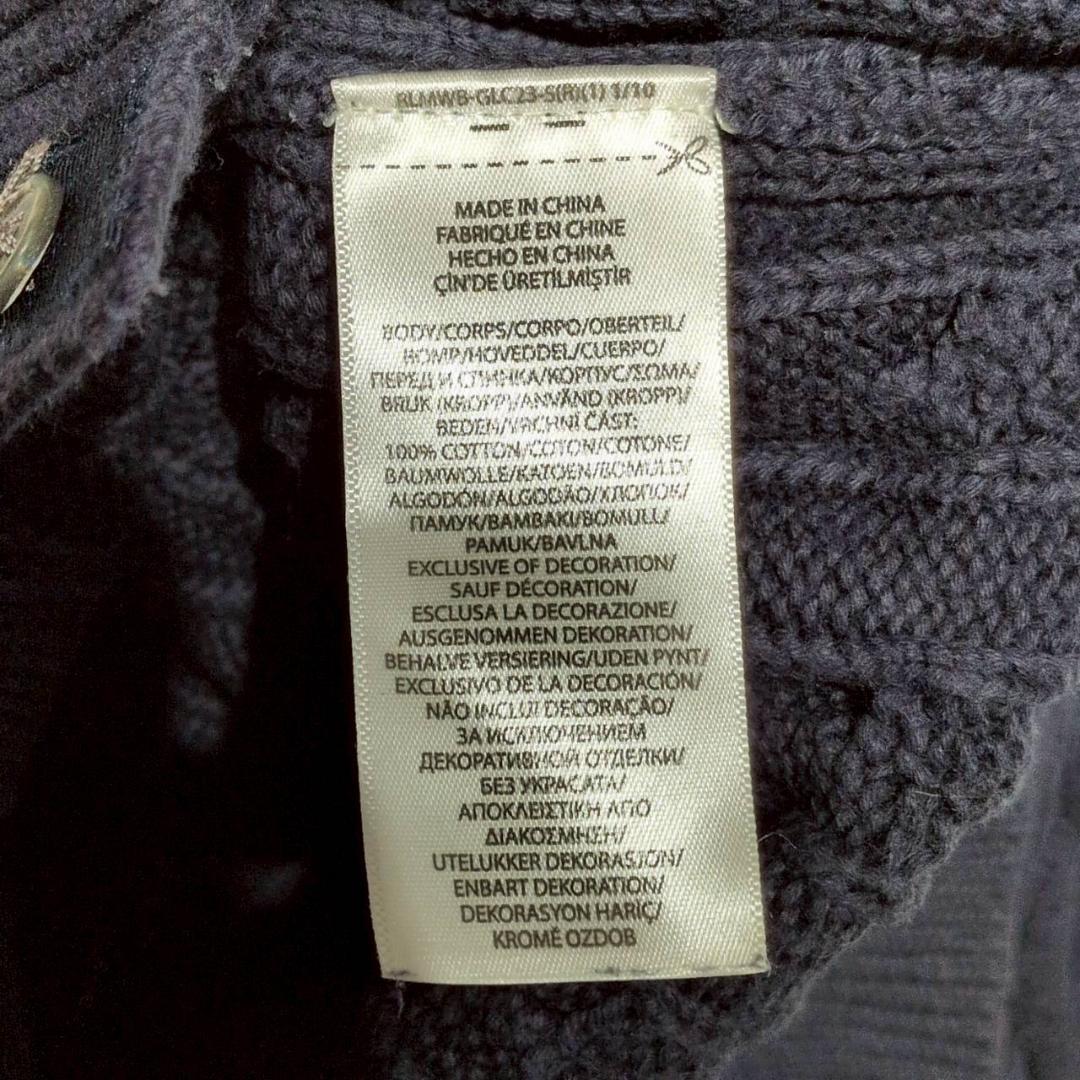 RLMWB-GLC23-S(R)(1) 1/10
MADE IN CHINA
FABRIQUÉ EN CHINE
HECHO EN CHINA
ÇİN'DE ÜRETİLMİŞTİR
BODY/CORPS/CORPO/OBERTEIL/
ROMP/HOVEDDEL/CUERPO/
ПЕРЕД И СПИНКА/КОРПУС/ΣΩΜΑ/
BRUK (KROPP)/ANVÄND (KROPP)/
BEDEN/VRCHNÍ ČÁST:
100% COTTON/COTON/COTONE/
BAUMWOLLE/KATOEN/BOMULD/
ALGODÓN/ALGODÃO/ХЛОПОК/
ПАМУК/ΒΑΜΒΑΚΙ/BOMULL/
PAMUK/BAVLNA
EXCLUSIVE OF DECORATION/
SAUF DÉCORATION/
ESCLUSA LA DECORAZIONE/
AUSGENOMMEN DEKORATION/
BEHALVE VERSIERING/UDEN PYNT/
EXCLUSIVO DE LA DECORACIÓN/
NÃO INCLUI DECORAÇÃO/
ЗА ИСКЛЮЧЕНИЕМ
ДЕКОРАТИВНОЙ ОТДЕЛКИ/
БЕЗ УКРАСАТА/
ΑΠΟΚΛΕΙΣΤΙΚΗ ΑΠΟ
ΔΙΑΚΟΣΜΗΣΗ/
UTELUKKER DEKORASJON/
ENBART DEKORATION/
DEKORASYON HARİÇ/
KROMĚ OZDOB